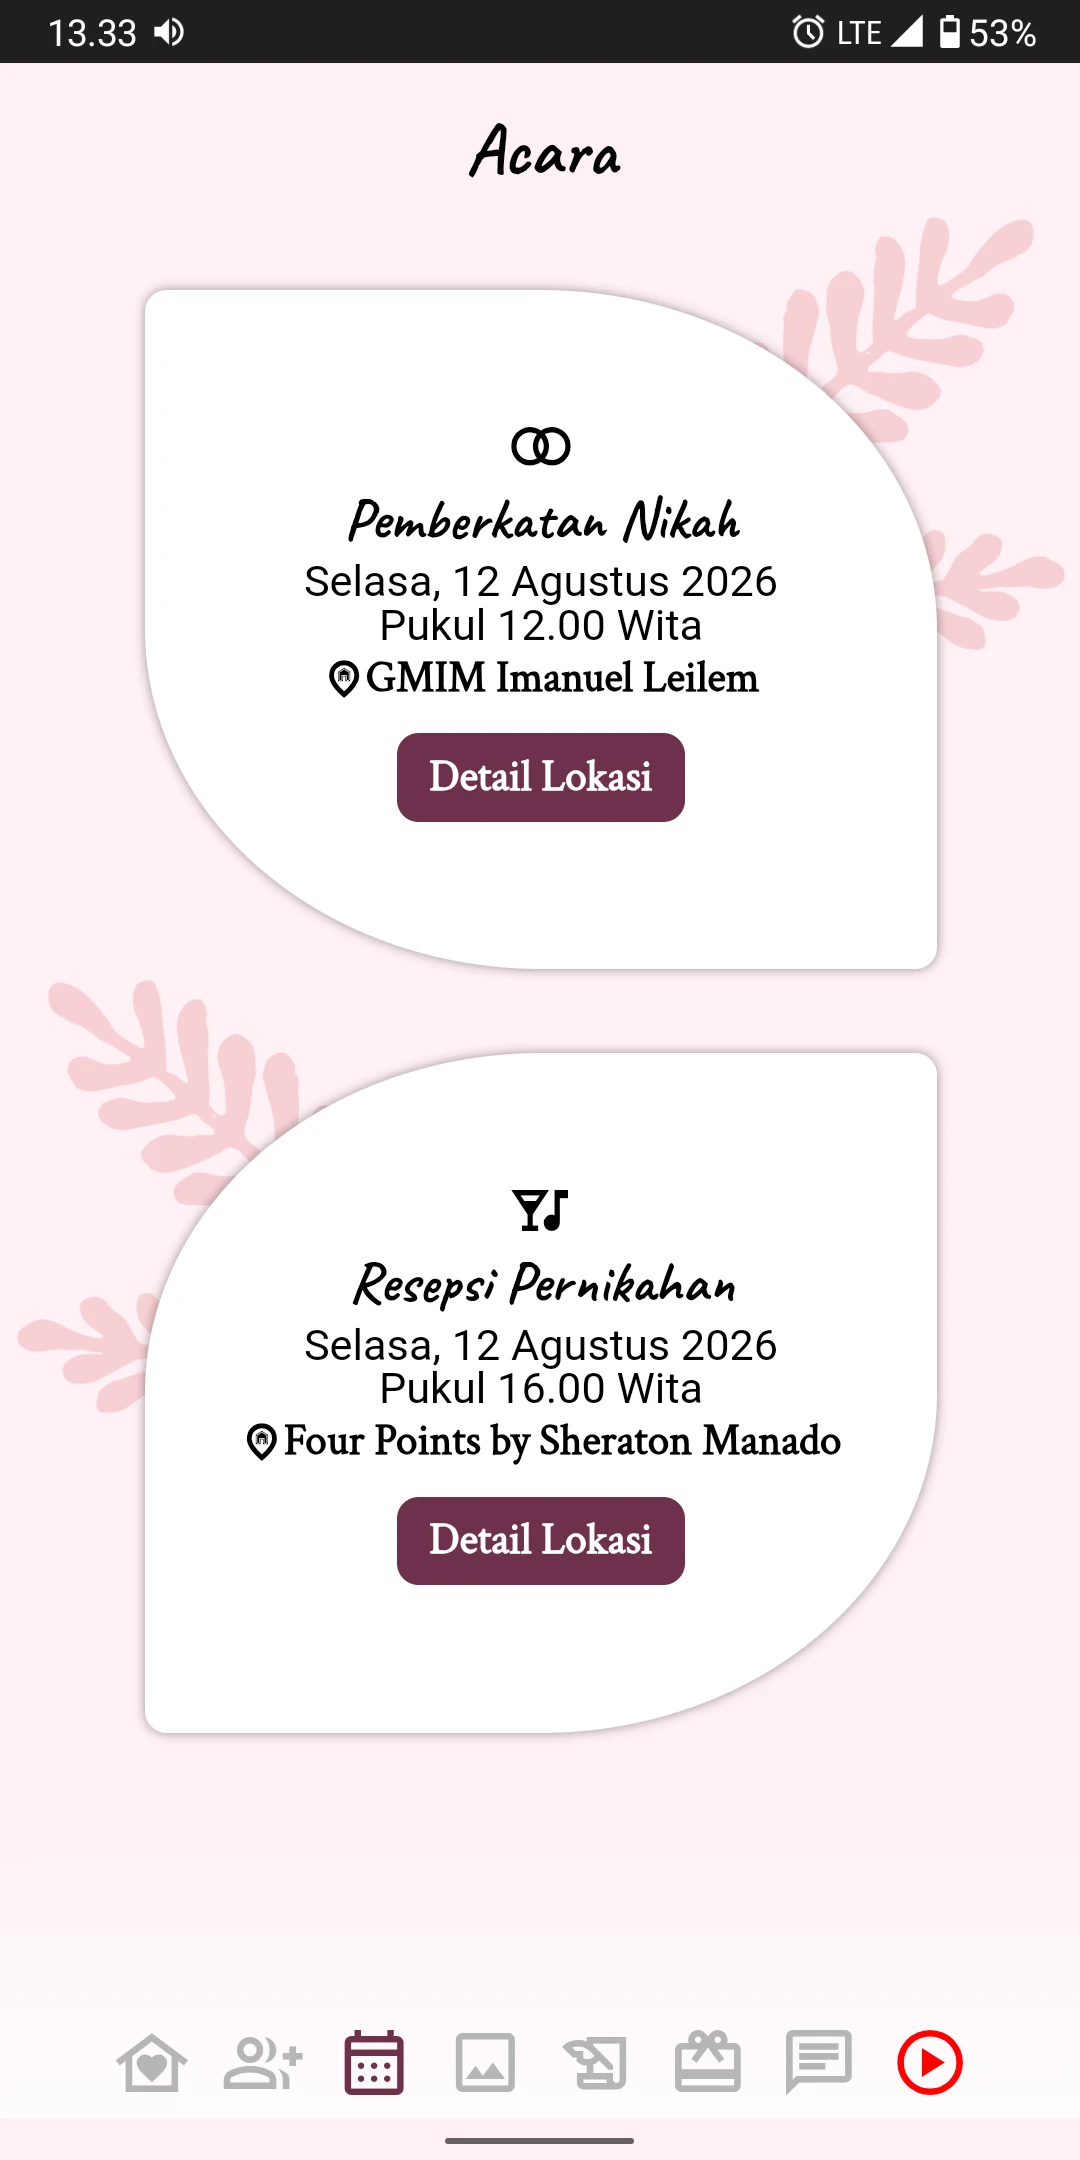 13.33
LTE
53%
Acara
Pemberkatan Nikah
Selasa, 12 Agustus 2026
Pukul 12.00 Wita
GMIM Imanuel Leilem
Detail Lokasi
Resepsi Pernikahan
Selasa, 12 Agustus 2026
Pukul 16.00 Wita
Four Points by Sheraton Manado
Detail Lokasi